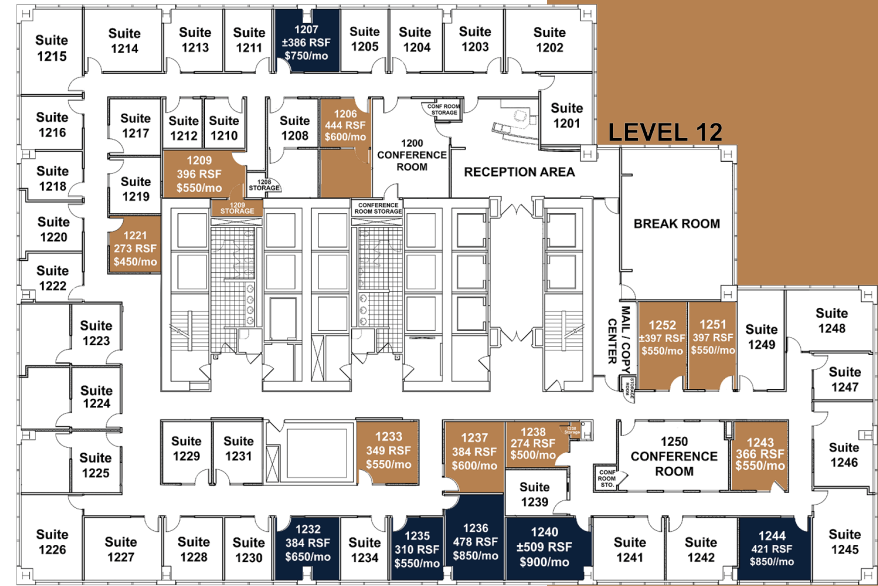 Suite
1215
Suite
1214
Suite
1213
Suite
1211
1207
±386 RSF
$750/mo
Suite
1205
Suite
1204
Suite
1203
Suite
1202
Suite
1216
Suite
1217
Suite
1212
Suite
1210
Suite
1208
1206
444 RSF
$600/mo
1200
CONFERENCE
ROOM
CONF ROOM
STORAGE
Suite
1201
LEVEL 12
RECEPTION AREA
Suite
1218
Suite
1219
1209
396 RSF
$550/mo
1208
STORAGE
1209
STORAGE
CONFERENCE
ROOM STORAGE
BREAK ROOM
Suite
1220
1221
273 RSF
$450/mo
Suite
1222
Suite
1223
MAIL / COPY
CENTER
STORAGE
ROOM
1252
±397 RSF
$550/mo
1251
397 RSF
$550//mo
Suite
1249
Suite
1248
Suite
1247
Suite
1224
Suite
1225
Suite
1229
Suite
1231
1233
349 RSF
$550/mo
1237
384 RSF
$600/mo
1238
274 RSF
$500/mo
1238
Storage
1250
CONFERENCE
ROOM
CONF
ROOM
STO.
1243
366 RSF
$550/mo
Suite
1246
Suite
1239
Suite
1226
Suite
1227
Suite
1228
Suite
1230
1232
384 RSF
$650/mo
Suite
1234
1235
310 RSF
$550/mo
1236
478 RSF
$850/mo
1240
±509 RSF
$900/mo
Suite
1241
Suite
1242
1244
421 RSF
$850//mo
Suite
1245